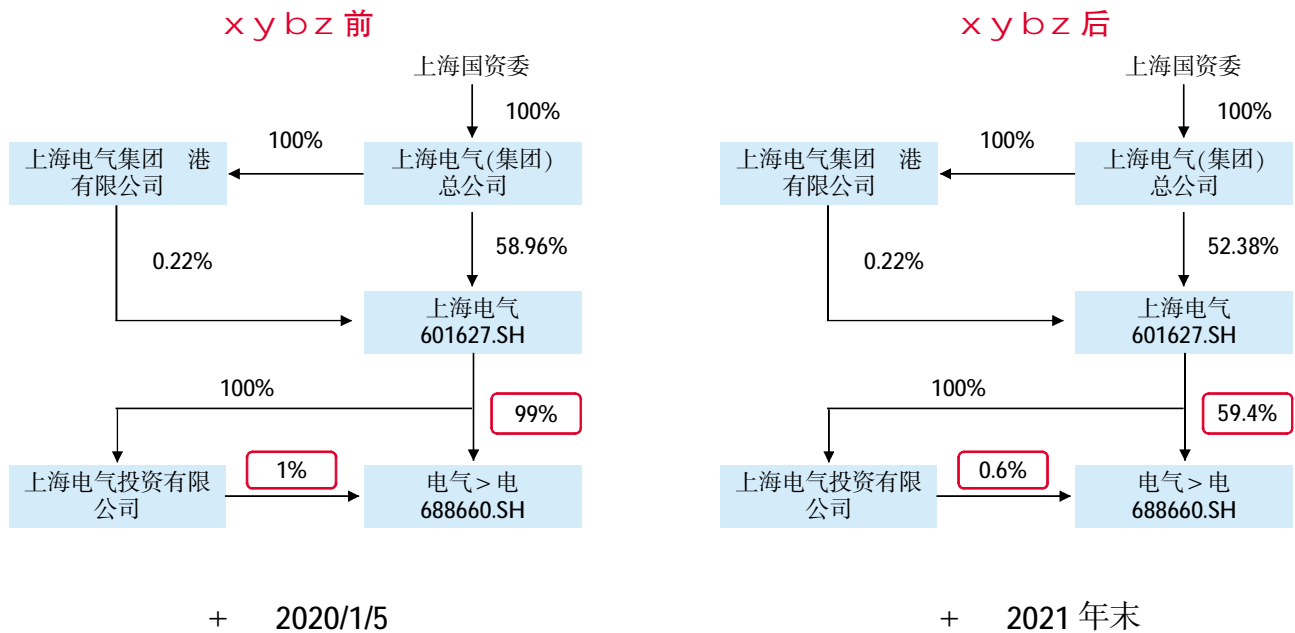 xybz前
上海国资委
100%
100%
上海电气集团 港
有限公司
上海电气(集团)
总公司
0.22%
58.96%
上海电气
601627.SH
100%
99%
上海电气投资有限
公司
1%
电气>电
688660.SH
+ 2020/1/5
xybz后
上海国资委
100%
100%
上海电气集团 港
有限公司
上海电气(集团)
总公司
0.22%
52.38%
上海电气
601627.SH
100%
59.4%
上海电气投资有限
公司
0.6%
电气>电
688660.SH
+ 2021年末